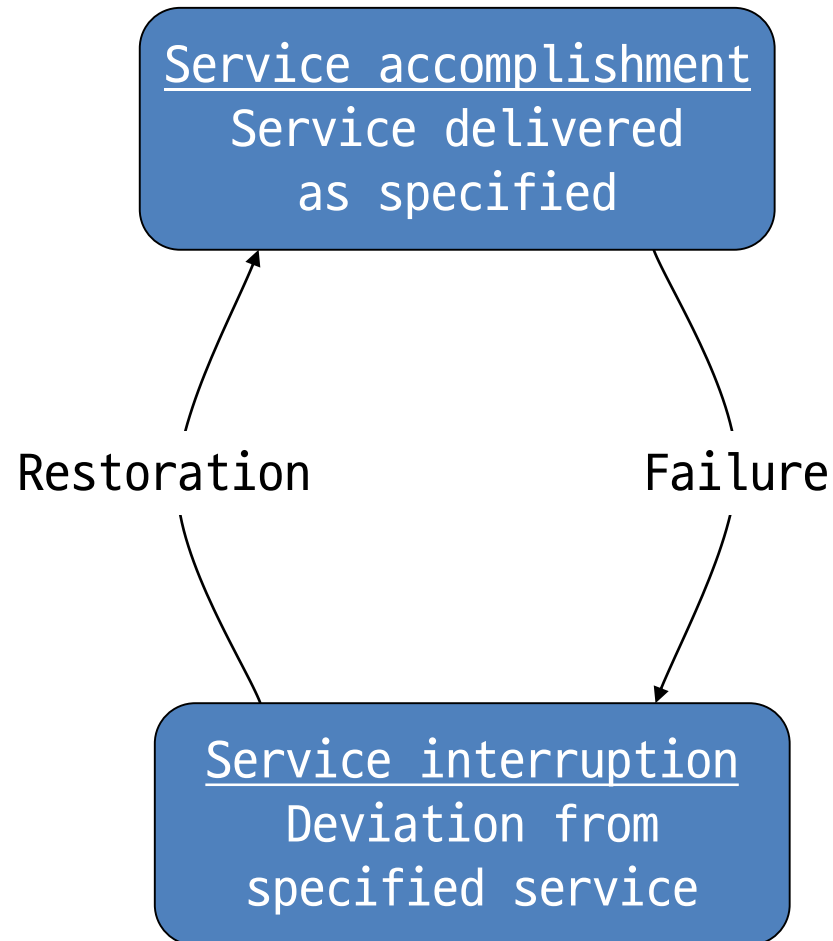 Service accomplishment
Service delivered
as specified
Restoration
Failure
Service interruption
Deviation from
specified service